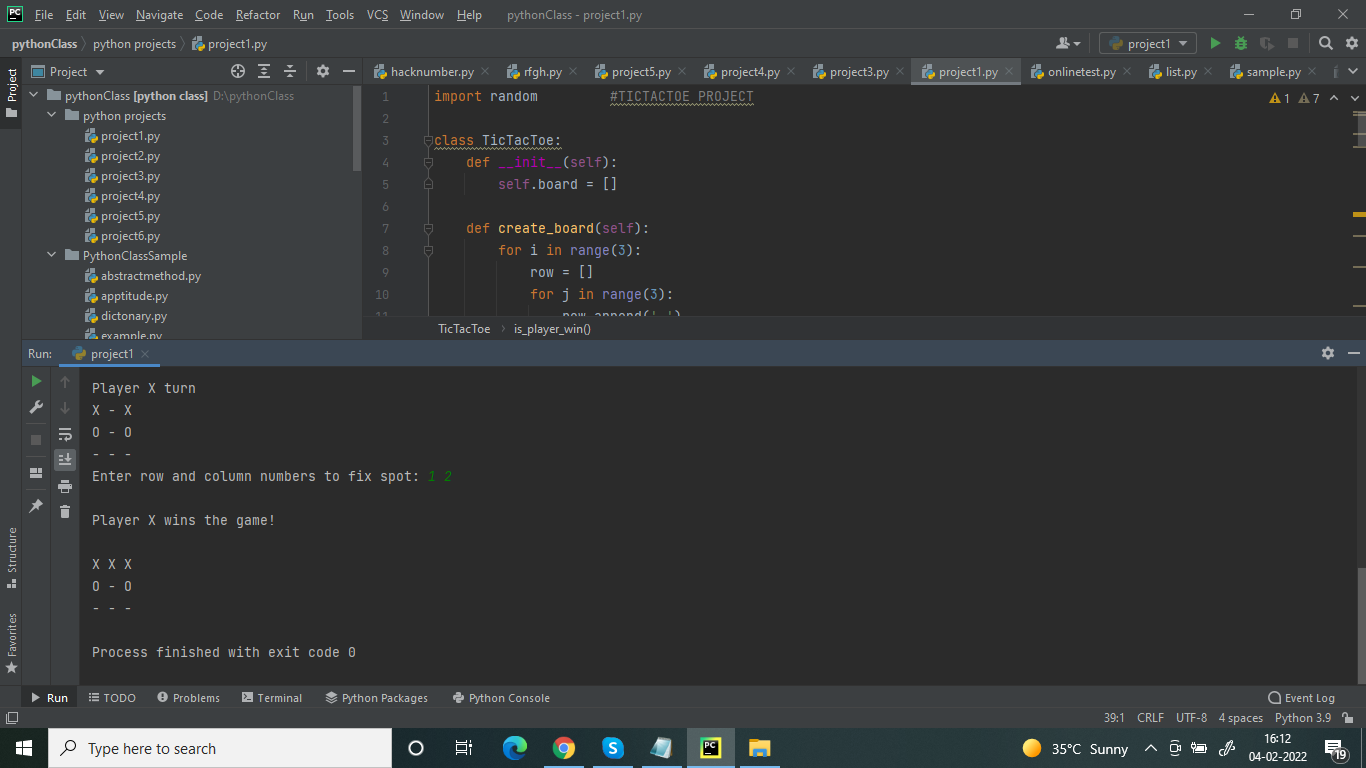 PC File Edit View Navigate Code Refactor Run Tools VCS Window Help pythonClass - project1.py
pythonClass python projects project1.py project1
Project
Project
hacknumber.py rfgh.py project5.py project4.py project3.py project1.py onlinetest.py list.py sample.py
pythonClass [python class] D:\pythonClass
python projects
project1.py
project2.py
project3.py
project4.py
project5.py
project6.py
PythonClassSample
abstractmethod.py
apptitude.py
dictonary.py
example.py
1 import random #TICTACTOE PROJECT
2
3 class TicTacToe:
4 def __init__(self):
5 self.board = []
6
7 def create_board(self):
8 for i in range(3):
9 row = []
10 for j in range(3):
11 row.append('-')
1 7
TicTacToe is_player_win()
Run: project1
Player X turn
X - X
O - O
- - -
Enter row and column numbers to fix spot: 1 2
Player X wins the game!
X X X
O - O
- - -
Process finished with exit code 0
Structure
Favorites
Run TODO Problems Terminal Python Packages Python Console Event Log
39:1 CRLF UTF-8 4 spaces Python 3.9
Type here to search
S
PC
35°C Sunny
16:12
04-02-2022
19